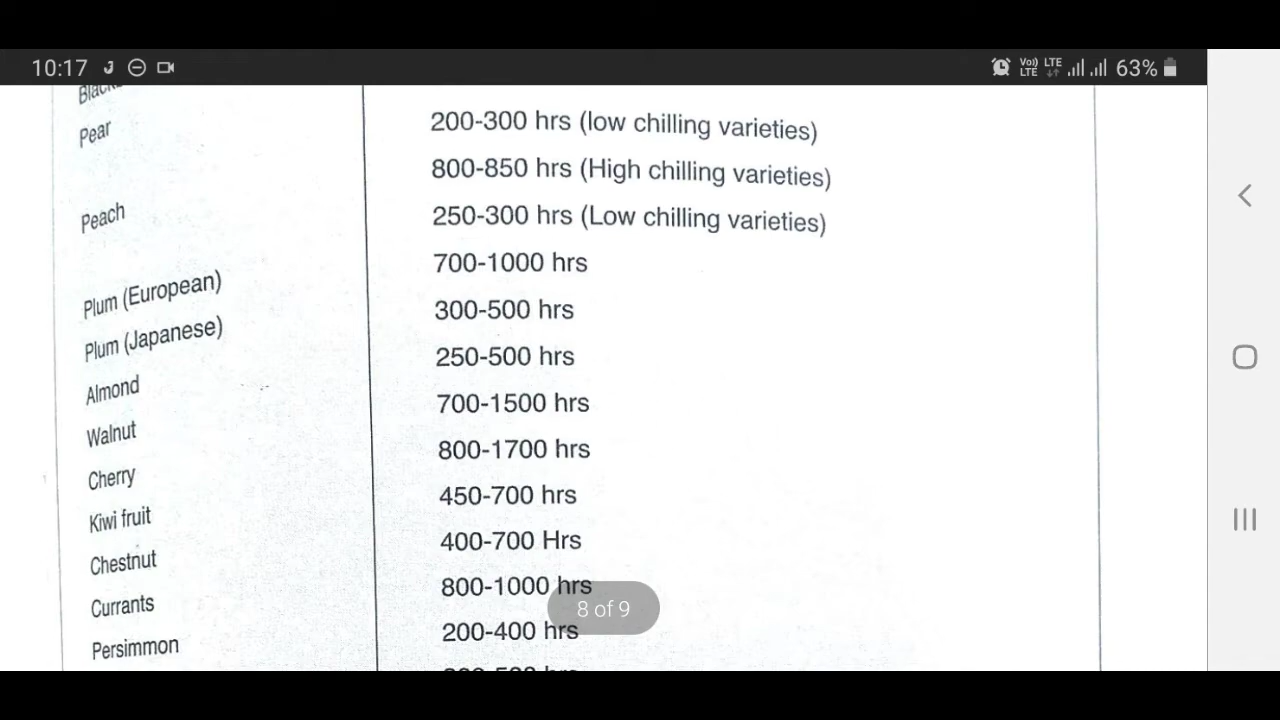 10:17
Vo)) LTE
LTE
63%
Pear
Peach
Plum (European)
Plum (Japanese)
Almond
Walnut
Cherry
Kiwi fruit
Chestnut
Currants
Persimmon
200-300 hrs (low chilling varieties)
800-850 hrs (High chilling varieties)
250-300 hrs (Low chilling varieties)
700-1000 hrs
300-500 hrs
250-500 hrs
700-1500 hrs
800-1700 hrs
450-700 hrs
400-700 Hrs
800-1000 hrs
200-400 hrs
8 of 9